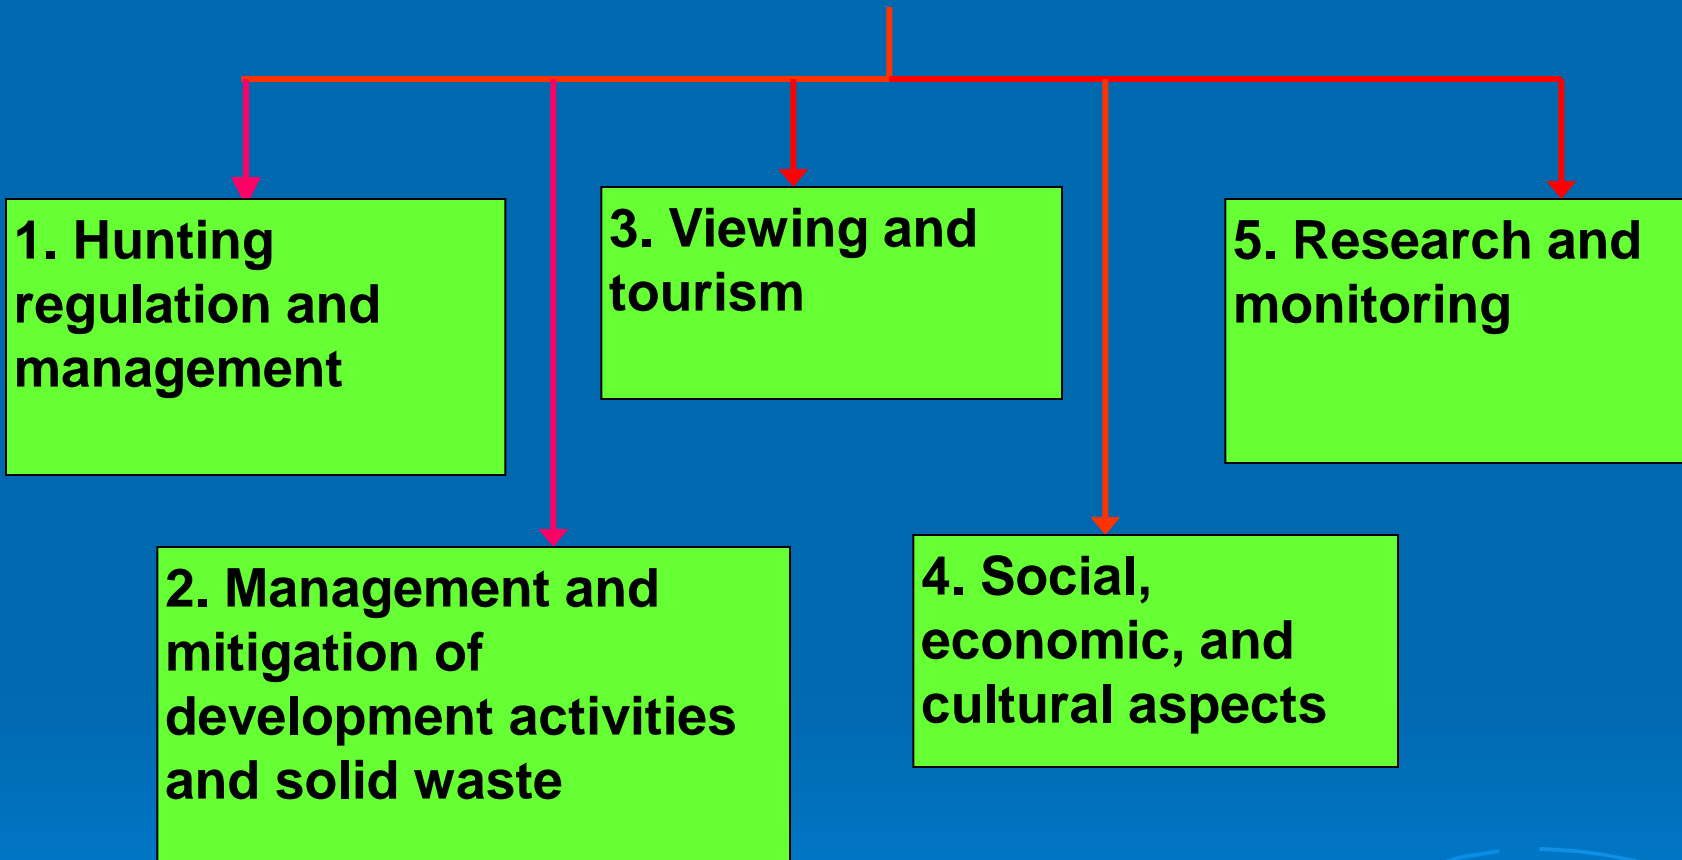 1. Hunting
regulation and
management
2. Management and
mitigation of
development activities
and solid waste
3. Viewing and
tourism
4. Social,
economic, and
cultural aspects
5. Research and
monitoring